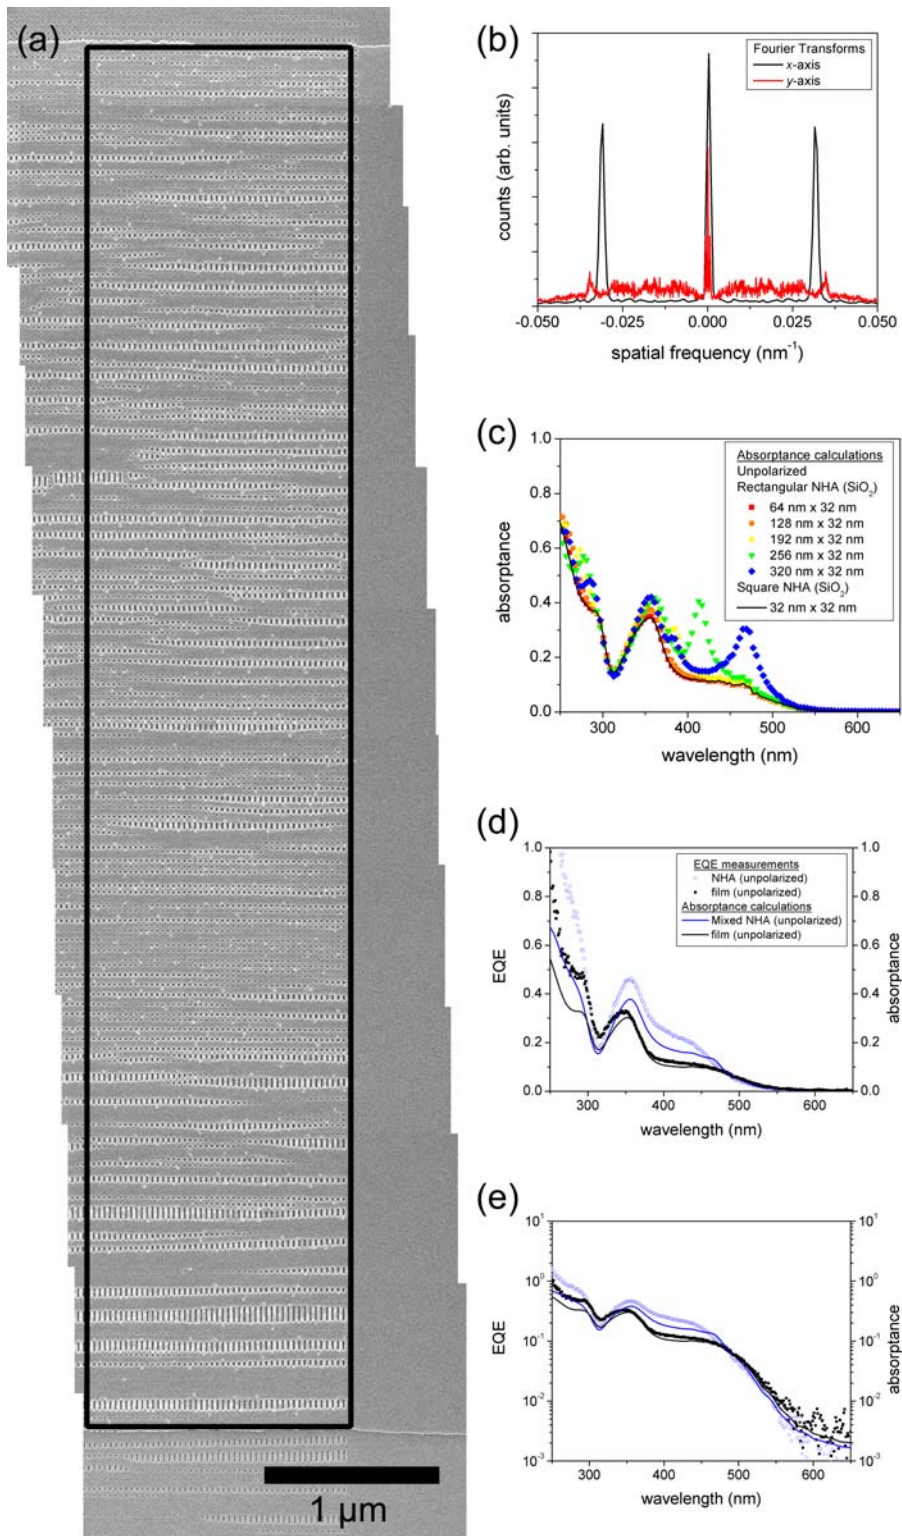 (a)
1 µm
(b)
Fourier Transforms
x-axis
y-axis
counts (arb. units)
-0.050 -0.025 0.000 0.025 0.050
spatial frequency (nm⁻¹)
(c)
Absorptance calculations
Unpolarized
Rectangular NHA (SiO₂)
64 nm x 32 nm
128 nm x 32 nm
192 nm x 32 nm
256 nm x 32 nm
320 nm x 32 nm
Square NHA (SiO₂)
32 nm x 32 nm
absorptance
1.0
0.8
0.6
0.4
0.2
0.0
300 400 500 600
wavelength (nm)
(d)
EQE measurements
NHA (unpolarized)
film (unpolarized)
Absorptance calculations
Mixed NHA (unpolarized)
film (unpolarized)
EQE
absorptance
1.0 1.0
0.8 0.8
0.6 0.6
0.4 0.4
0.2 0.2
0.0 0.0
300 400 500 600
wavelength (nm)
(e)
EQE
absorptance
10¹ 10¹
10⁰ 10⁰
10⁻¹ 10⁻¹
10⁻² 10⁻²
10⁻³ 10⁻³
300 400 500 600
wavelength (nm)